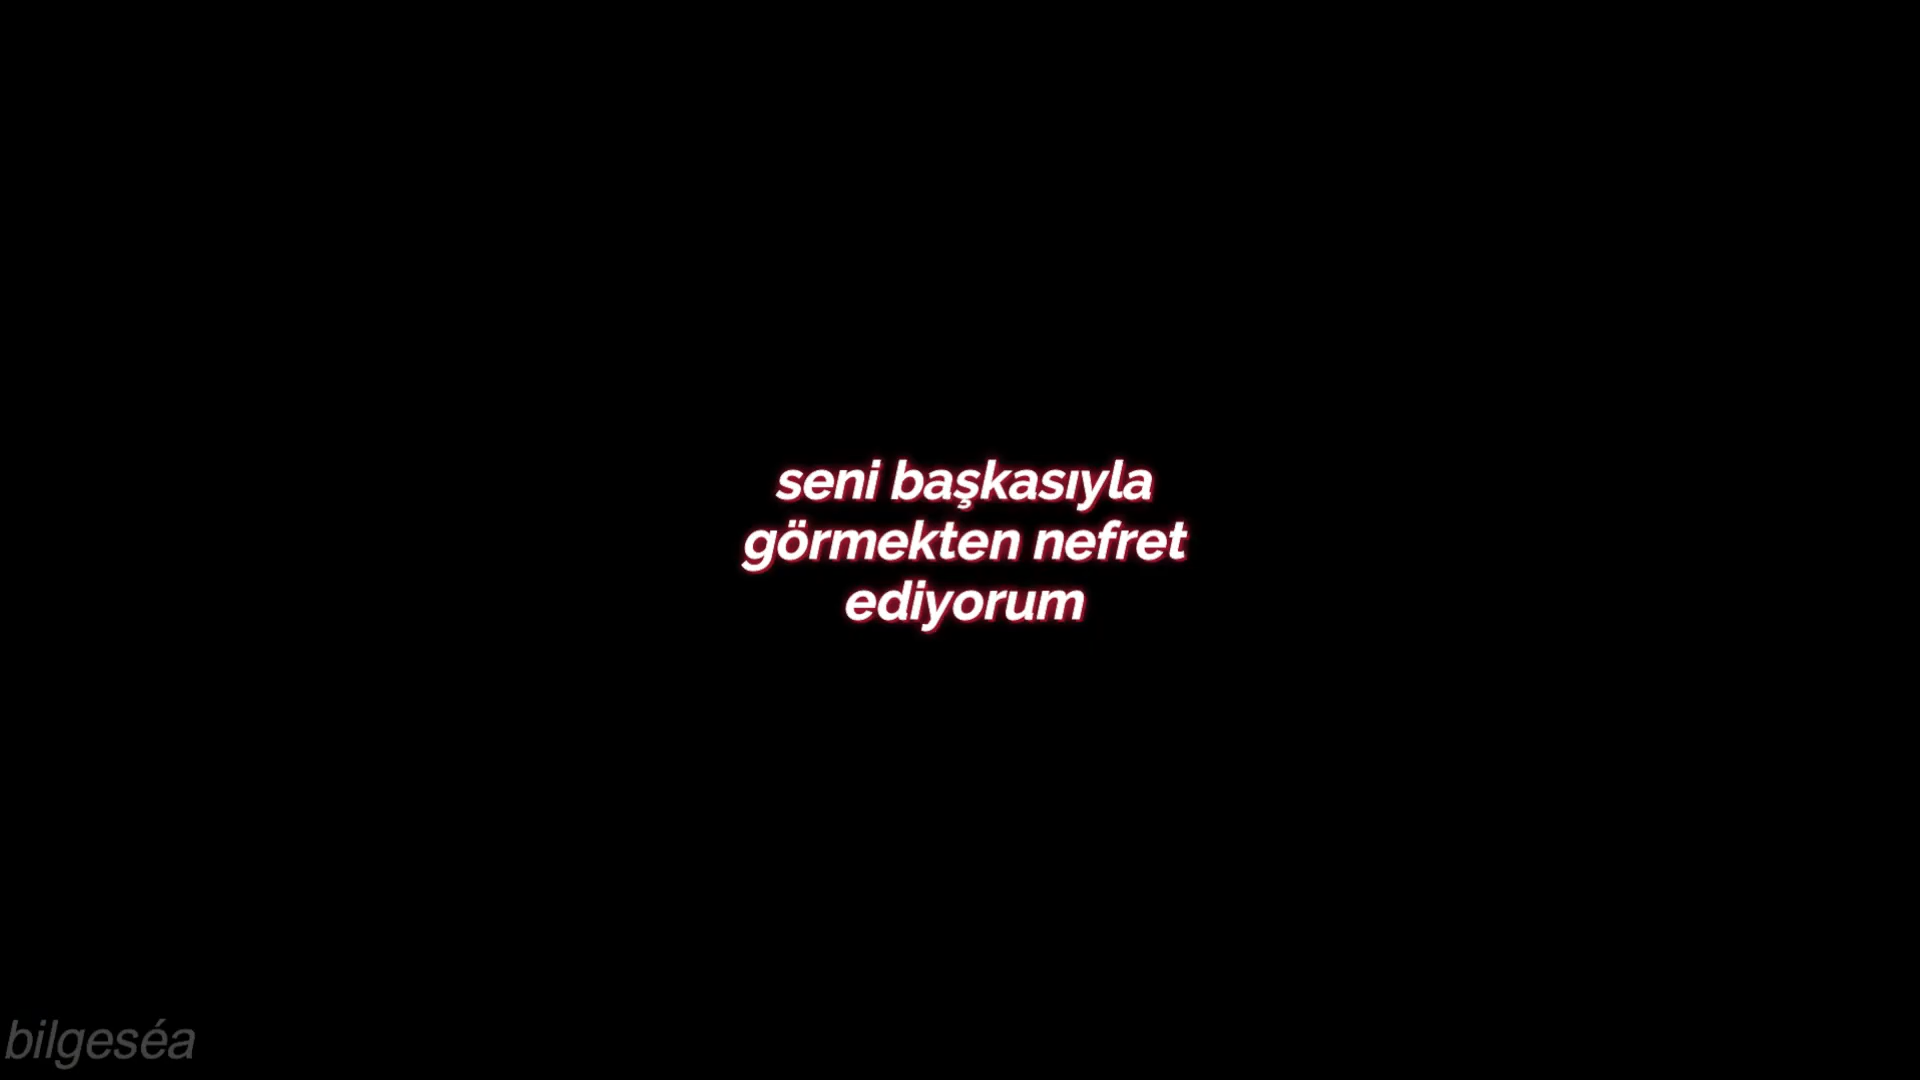 seni başkasıyla
görmekten nefret
ediyorum
bilgeséa